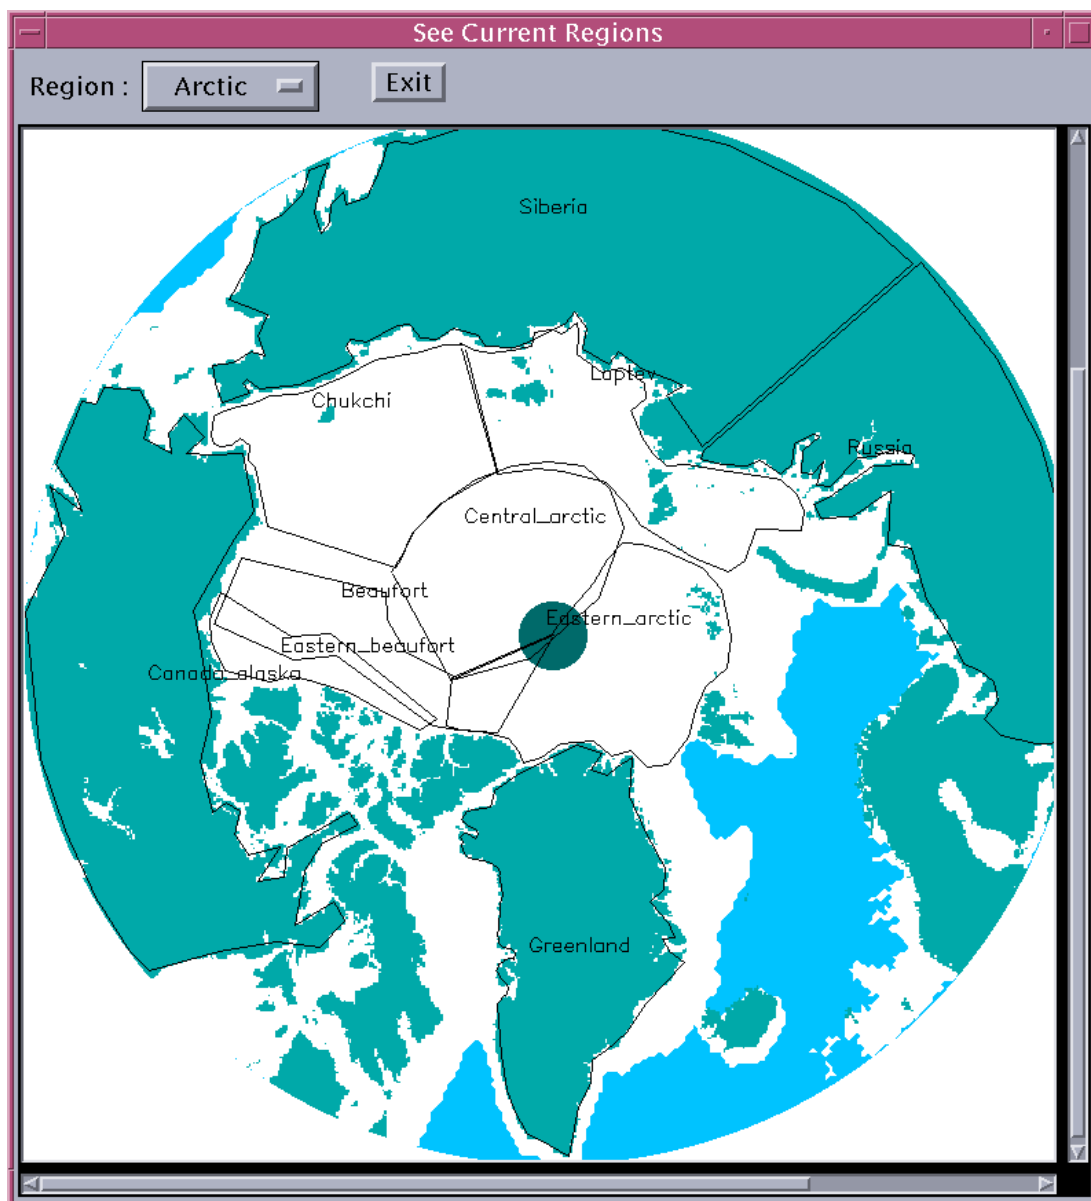 See Current Regions
Region : Arctic Exit
Siberia
Laptev
Chukchi
Russia
Central_arctic
Beaufort
Eastern_arctic
Eastern_beaufort
Canada_alaska
Greenland